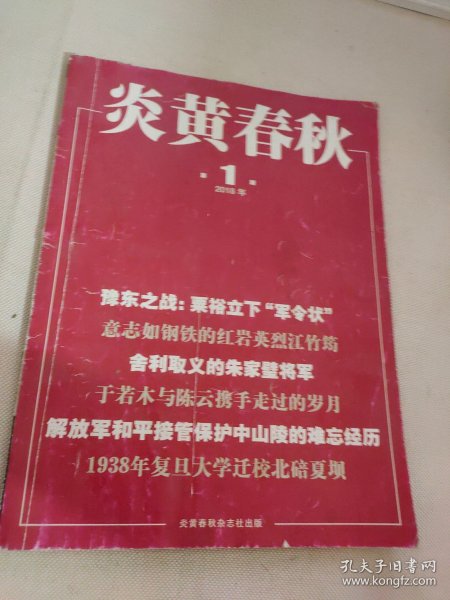 炎黄春秋
1
2018年
豫东之战：粟裕立下“军令状”
意志如钢铁的红岩英烈江竹筠
舍利取义的朱家璧将军
于若木与陈云携手走过的岁月
解放军和平接管保护中山陵的难忘经历
1938年复旦大学迁校北碚夏坝
炎黄春秋杂志社出版
孔夫子旧书网
www.kongfz.com